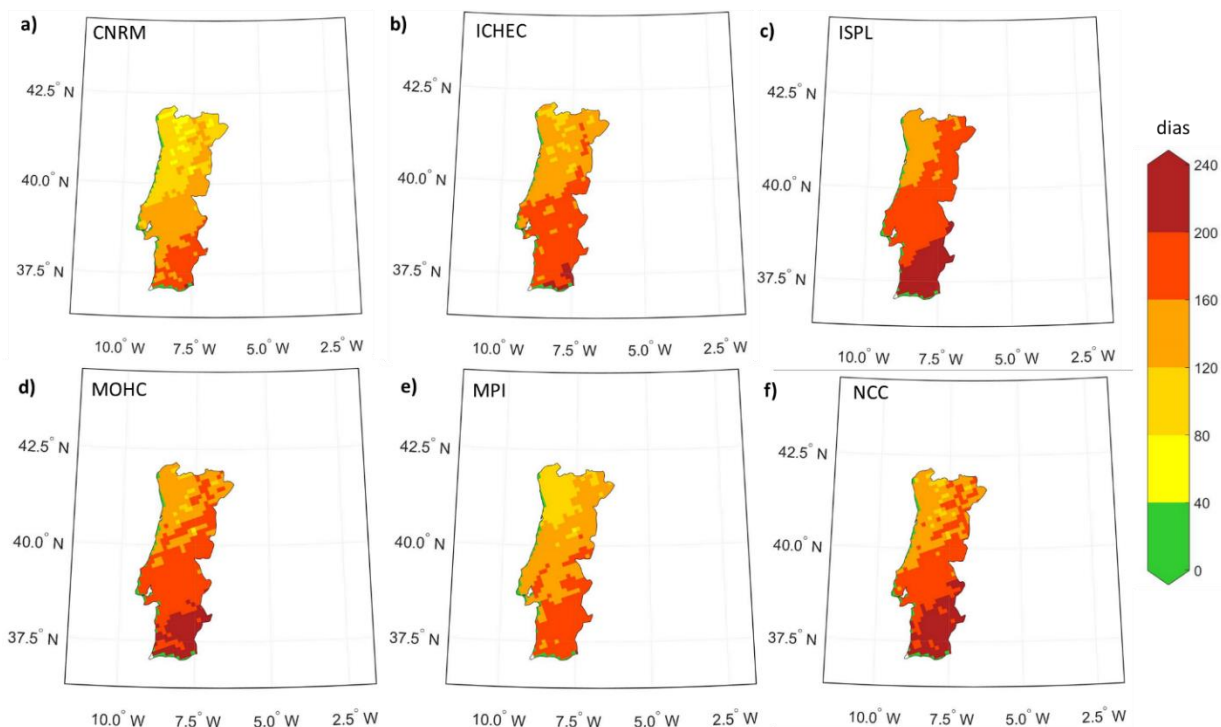 a)
CNRM
42.5° N
40.0° N
37.5° N
10.0° W 7.5° W 5.0° W 2.5° W
b)
ICHEC
42.5° N
40.0° N
37.5° N
10.0° W 7.5° W 5.0° W 2.5° W
c)
ISPL
42.5° N
40.0° N
37.5° N
10.0° W 7.5° W 5.0° W 2.5° W
d)
MOHC
42.5° N
40.0° N
37.5° N
10.0° W 7.5° W 5.0° W 2.5° W
e)
MPI
42.5° N
40.0° N
37.5° N
10.0° W 7.5° W 5.0° W 2.5° W
f)
NCC
42.5° N
40.0° N
37.5° N
10.0° W 7.5° W 5.0° W 2.5° W
dias
240
200
160
120
80
40
0